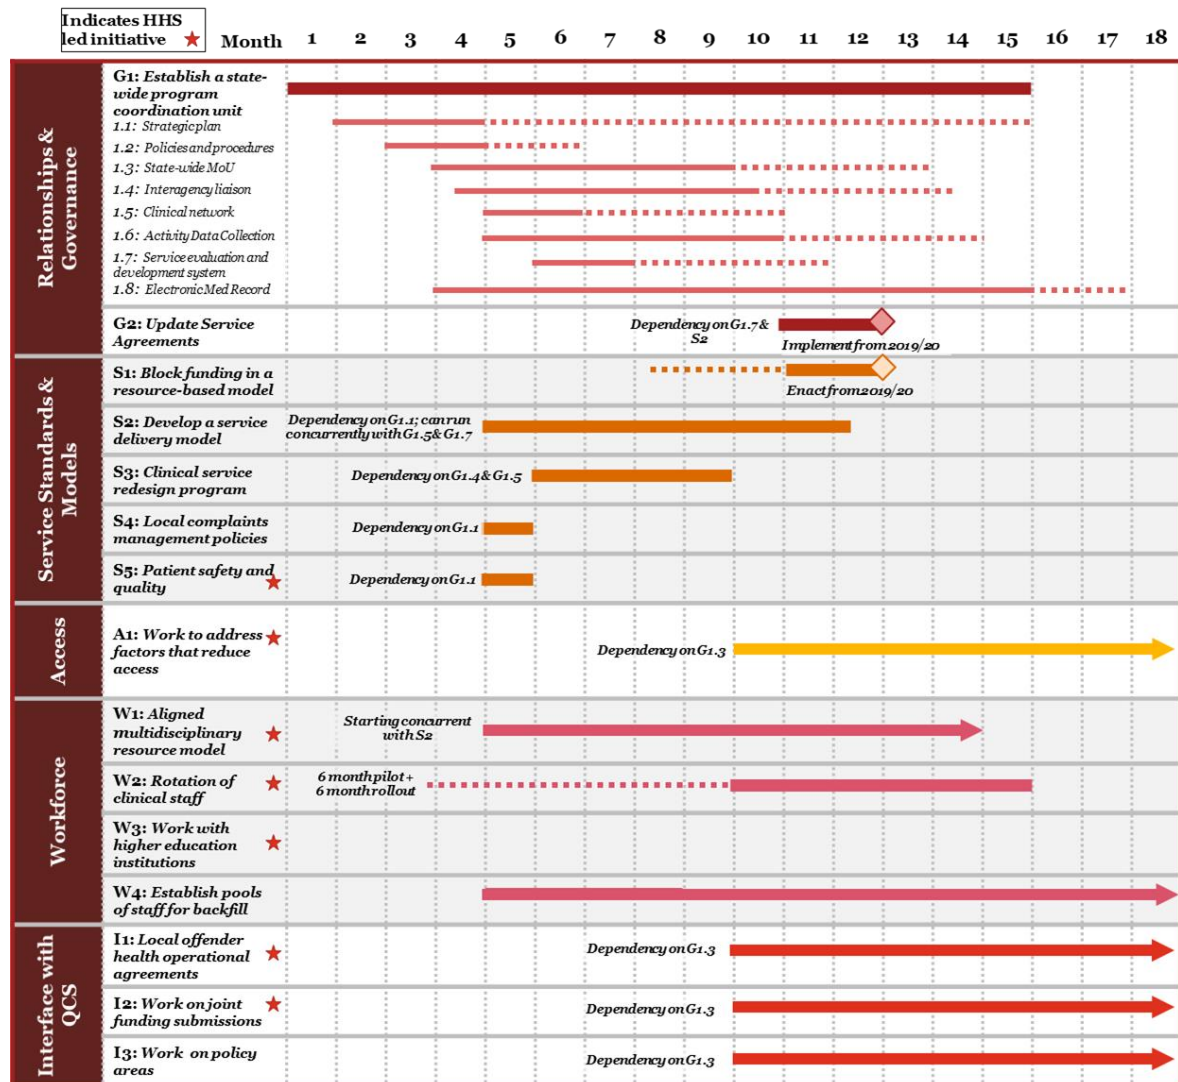 Indicates HHS
led initiative
Month 1 2 3 4 5 6 7 8 9 10 11 12 13 14 15 16 17 18
Relationships &
Governance
G1: Establish a state-
wide program
coordination unit
1.1: Strategic plan
1.2: Policies and procedures
1.3: State-wide MoU
1.4: Interagency liaison
1.5: Clinical network
1.6: Activity Data Collection
1.7: Service evaluation and
development system
1.8: Electronic Med Record
G2: Update Service
Agreements
Dependency on G1.7 &
S2
Implement from 2019/20
Service Standards &
Models
S1: Block funding in a
resource-based model
Enact from 2019/20
S2: Develop a service
delivery model
Dependency on G1.1; can run
concurrently with G1.5 & G1.7
S3: Clinical service
redesign program
Dependency on G1.4 & G1.5
S4: Local complaints
management policies
Dependency on G1.1
S5: Patient safety and
quality
Dependency on G1.1
Access
A1: Work to address
factors that reduce
access
Dependency on G1.3
Workforce
W1: Aligned
multidisciplinary
resource model
Starting concurrent
with S2
W2: Rotation of
clinical staff
6 month pilot +
6 month rollout
W3: Work with
higher education
institutions
W4: Establish pools
of staff for backfill
Interface with
QCS
I1: Local offender
health operational
agreements
Dependency on G1.3
I2: Work on joint
funding submissions
Dependency on G1.3
I3: Work on policy
areas
Dependency on G1.3